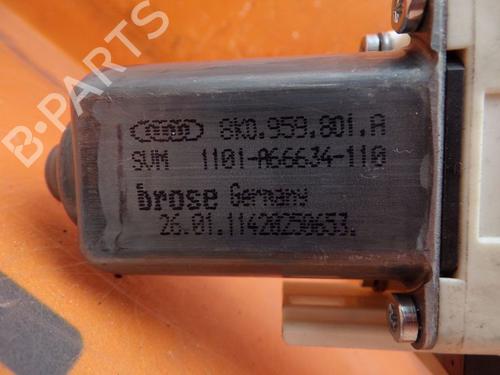 8K0.959.801.A
SVM 1101-A66634-110
brose Germany
26.01.11420250653.
B-PARTS